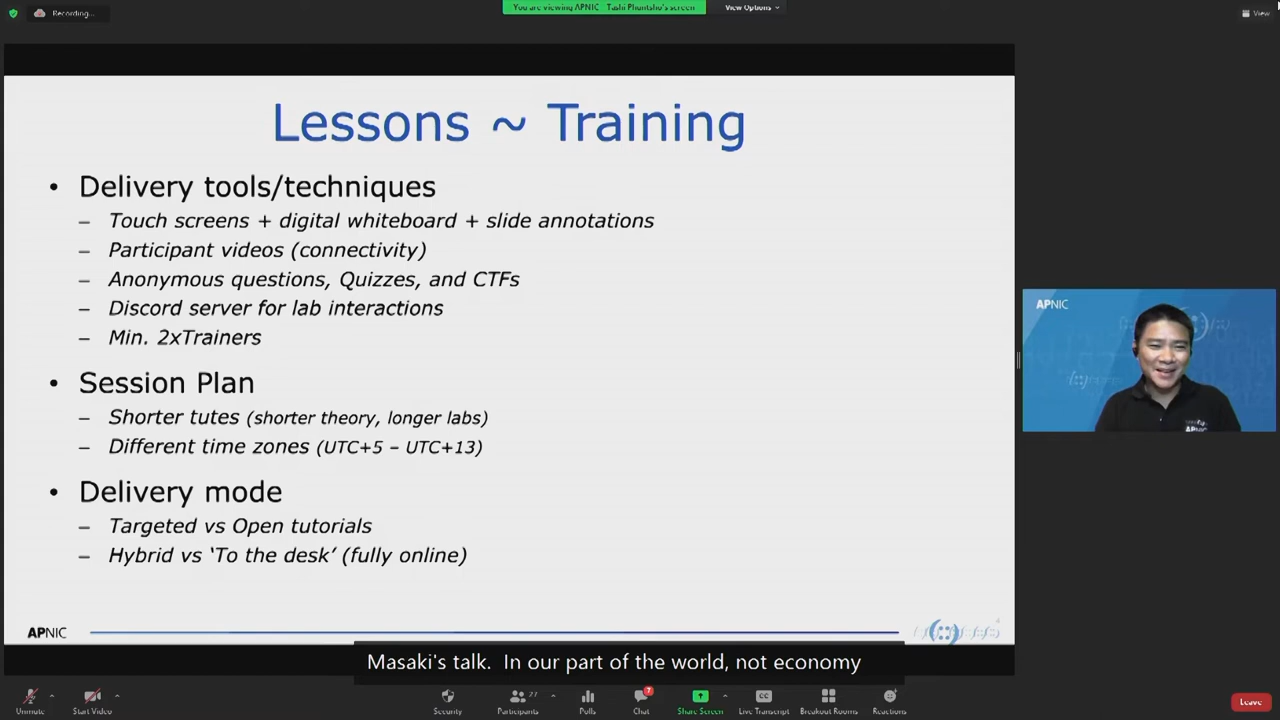 Recording...
You are viewing APNIC - Tashi Phuntsho's screen
View Options
View
Lessons ~ Training
• Delivery tools/techniques
– Touch screens + digital whiteboard + slide annotations
– Participant videos (connectivity)
– Anonymous questions, Quizzes, and CTFs
– Discord server for lab interactions
– Min. 2xTrainers
• Session Plan
– Shorter tutes (shorter theory, longer labs)
– Different time zones (UTC+5 – UTC+13)
• Delivery mode
– Targeted vs Open tutorials
– Hybrid vs 'To the desk' (fully online)
APNIC
APNIC
APNIC
Masaki's talk. In our part of the world, not economy
Unmute
Start Video
Security
Participants
77
Polls
Chat
7
Share Screen
Live Transcript
Breakout Rooms
Reactions
Leave